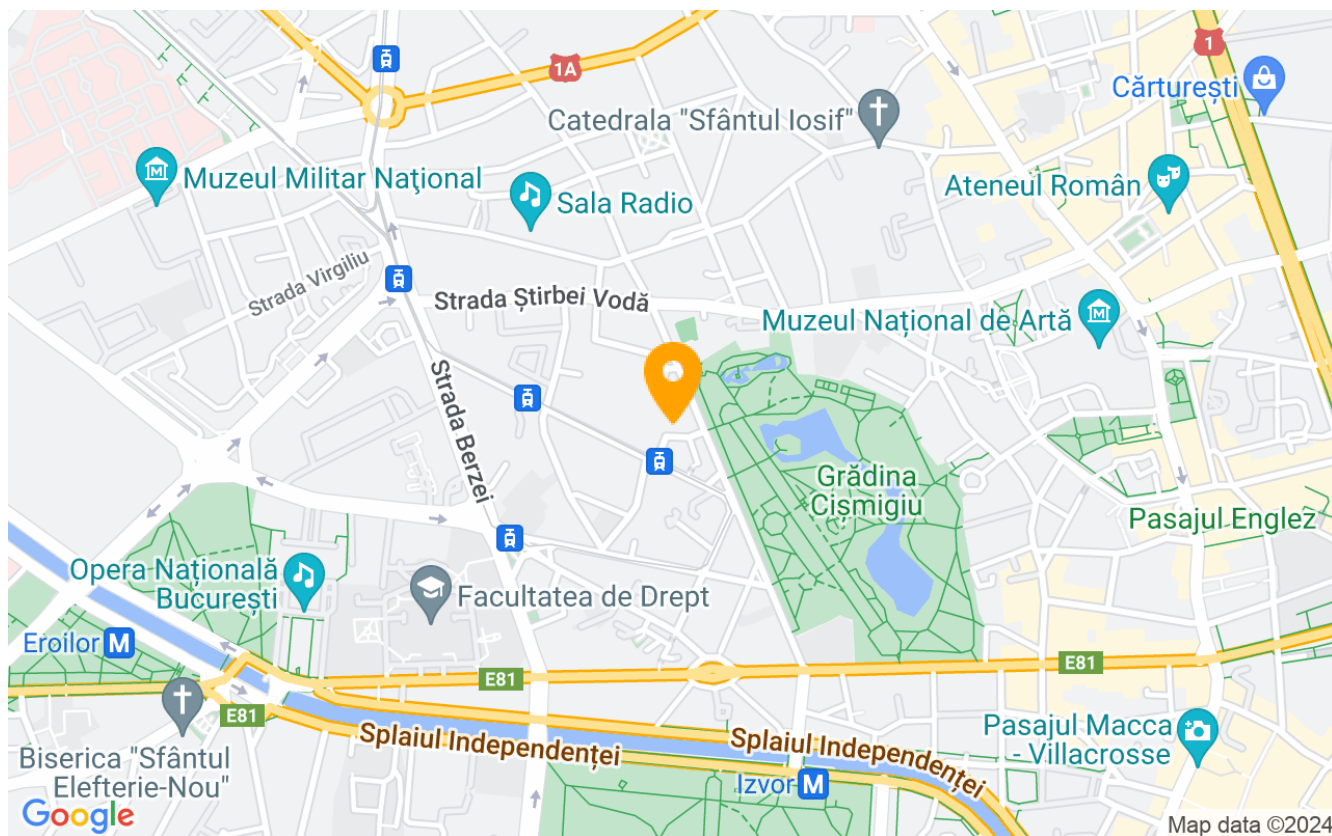 1
1A
Cărturești
Catedrala "Sfântul Iosif"
Muzeul Militar Naţional
Ateneul Român
Sala Radio
Strada Virgiliu
Strada Știrbei Vodă
Muzeul Național de Artă
Strada Berzei
Grădina
Cișmigiu
Pasajul Englez
Opera Națională
București
Facultatea de Drept
Eroilor M
E81
E81
E81
Splaiul Independenței
Splaiul Independenței
Pasajul Macca
- Villacrosse
Biserica "Sfântul
Elefterie-Nou"
Izvor M
Google
Map data ©2024